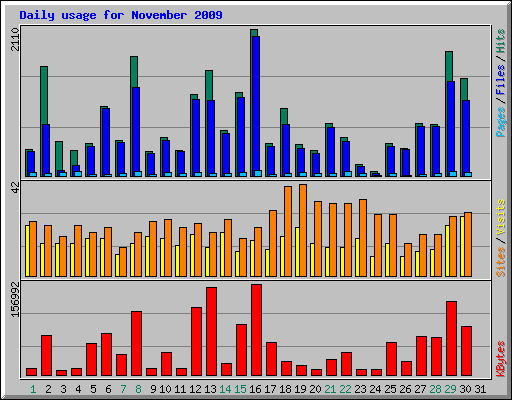 Daily usage for November 2009
2110
Pages / Files / Hits
42
Sites / Visits
156992
KBytes
1 2 3 4 5 6 7 8 9 10 11 12 13 14 15 16 17 18 19 20 21 22 23 24 25 26 27 28 29 30 31